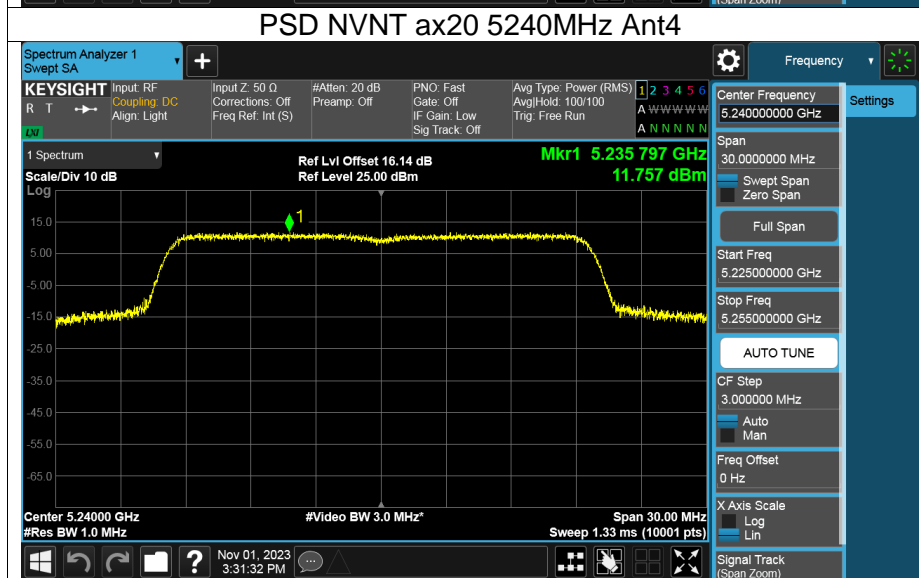 (Span Zoom)
PSD NVNT ax20 5240MHz Ant4
Spectrum Analyzer 1
Swept SA
+
Frequency
KEYSIGHT
R T
LXI
Input: RF
Coupling: DC
Align: Light
Input Z: 50 Ω
Corrections: Off
Freq Ref: Int (S)
#Atten: 20 dB
Preamp: Off
PNO: Fast
Gate: Off
IF Gain: Low
Sig Track: Off
Avg Type: Power (RMS)
Avg|Hold: 100/100
Trig: Free Run
1 2 3 4 5 6
A W W W W W
A N N N N N
1 Spectrum
Scale/Div 10 dB
Log
Ref Lvl Offset 16.14 dB
Ref Level 25.00 dBm
Mkr1 5.235 797 GHz
11.757 dBm
1
15.0
5.00
-5.00
-15.0
-25.0
-35.0
-45.0
-55.0
-65.0
Center 5.24000 GHz
#Res BW 1.0 MHz
#Video BW 3.0 MHz*
Span 30.00 MHz
Sweep 1.33 ms (10001 pts)
?
Nov 01, 2023
3:31:32 PM
Center Frequency
5.240000000 GHz
Settings
Span
30.0000000 MHz
Swept Span
Zero Span
Full Span
Start Freq
5.225000000 GHz
Stop Freq
5.255000000 GHz
AUTO TUNE
CF Step
3.000000 MHz
Auto
Man
Freq Offset
0 Hz
X Axis Scale
Log
Lin
Signal Track
(Span Zoom)